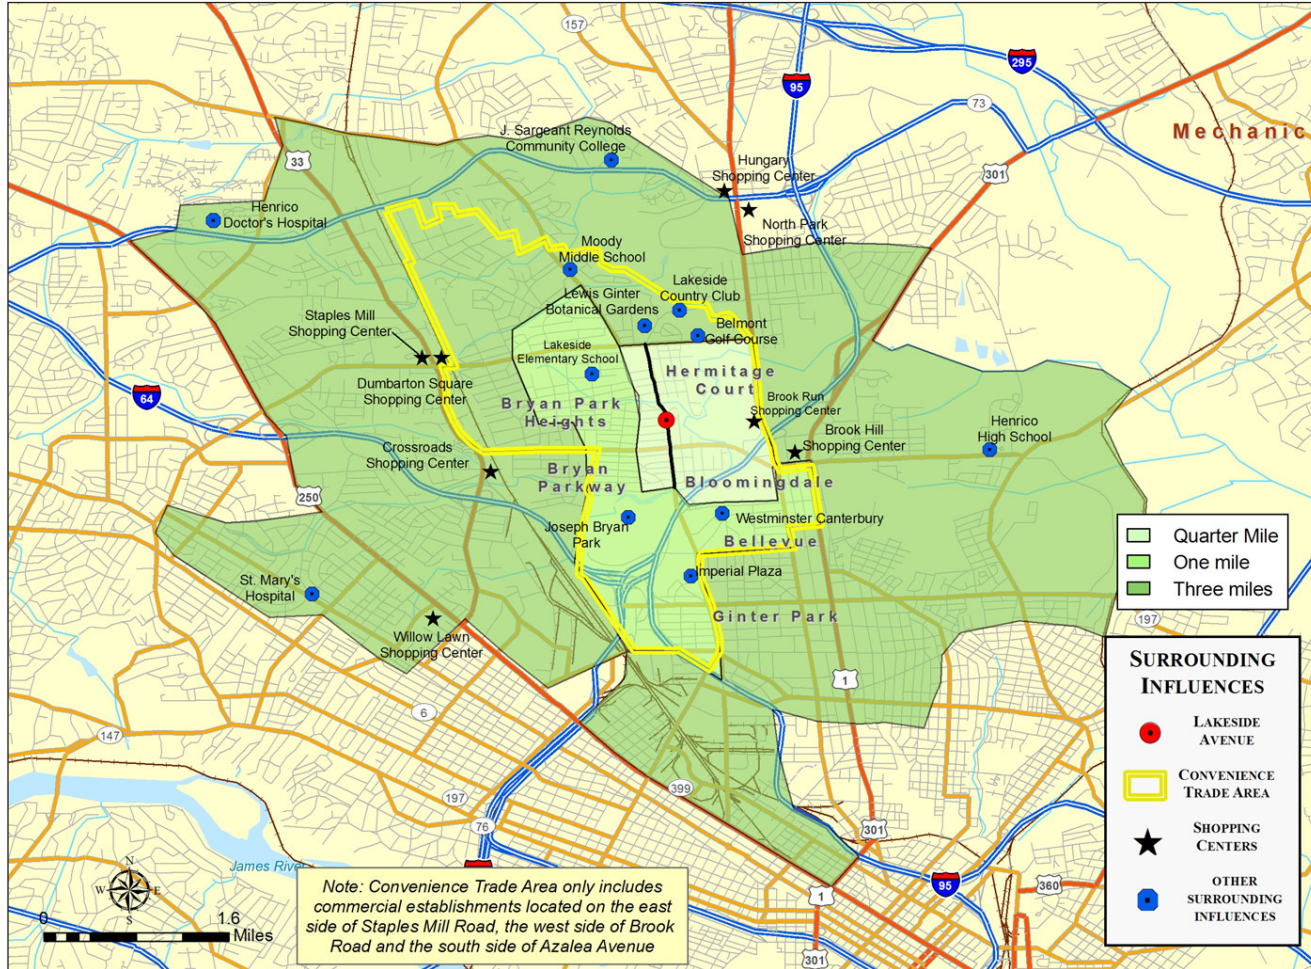 157
295
95
73
Mechanic
33
J. Sargeant Reynolds
Community College
Hungary
Shopping Center
301
Henrico
Doctor's Hospital
North Park
Shopping Center
Moody
Middle School
Lakeside
Country Club
Lewis Ginter
Botanical Gardens
Staples Mill
Shopping Center
Belmont
Golf Course
Lakeside
Elementary School
Hermitage
Court
Dumbarton Square
Shopping Center
64
Bryan Park
Heights
Brook Run
Shopping Center
Brook Hill
Shopping Center
Henrico
High School
Crossroads
Shopping Center
Bryan
Parkway
Bloomingdale
250
Joseph Bryan
Park
Westminster Canterbury
Bellevue
Imperial Plaza
St. Mary's
Hospital
Ginter Park
Willow Lawn
Shopping Center
197
1
6
147
399
197
76
301
James River
95
360
1
301
Quarter Mile
One mile
Three miles
SURROUNDING
INFLUENCES
LAKESIDE
AVENUE
CONVENIENCE
TRADE AREA
SHOPPING
CENTERS
OTHER
SURROUNDING
INFLUENCES
N
W
E
S
0
1.6
Miles
Note: Convenience Trade Area only includes
commercial establishments located on the east
side of Staples Mill Road, the west side of Brook
Road and the south side of Azalea Avenue